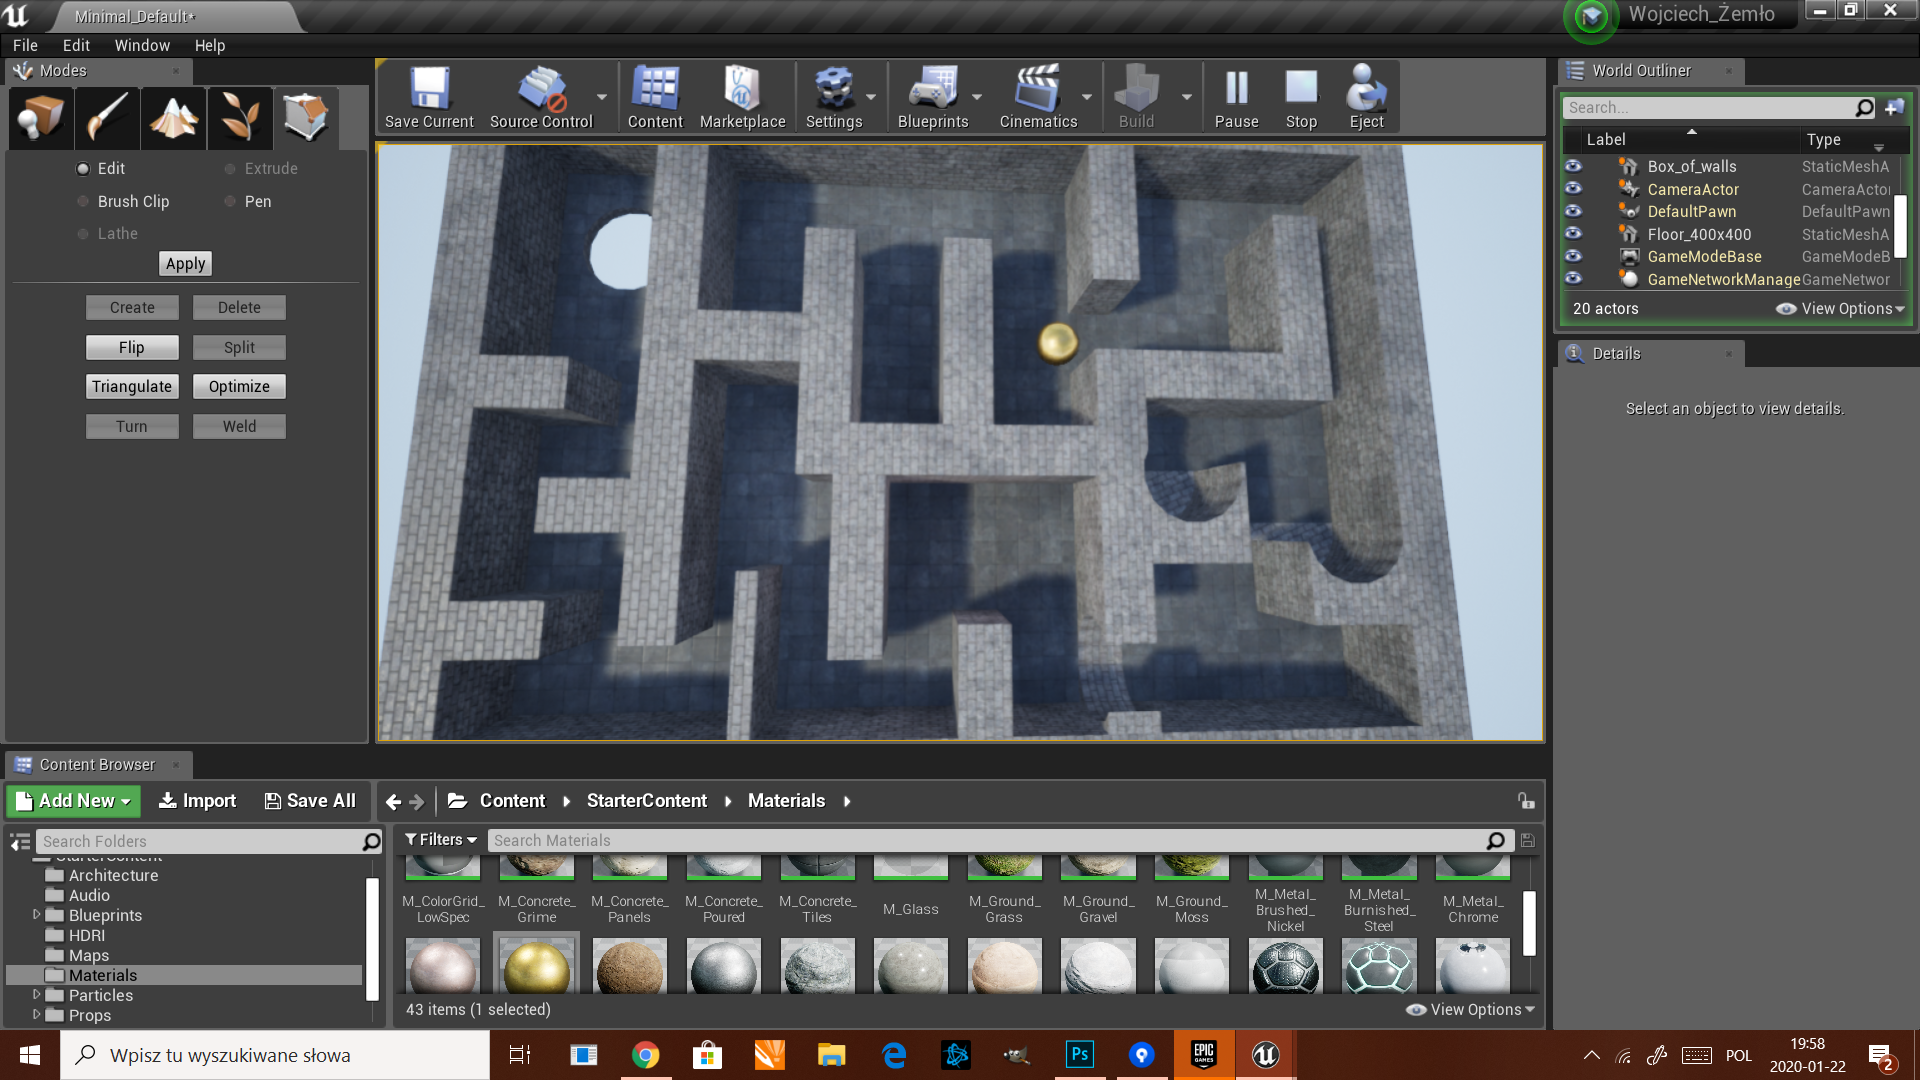 Minimal_Default*
Wojciech_Żemło
File Edit Window Help
Modes
Save Current Source Control Content Marketplace Settings Blueprints Cinematics Build Pause Stop Eject
Edit Extrude
Brush Clip Pen
Lathe
Apply
Create Delete
Flip Split
Triangulate Optimize
Turn Weld
World Outliner
Search...
Label Type
Box_of_walls StaticMeshA
CameraActor CameraActo
DefaultPawn DefaultPawn
Floor_400x400 StaticMeshA
GameModeBase GameModeB
GameNetworkManage GameNetwor
20 actors View Options
Details
Select an object to view details.
Content Browser
Add New Import Save All Content StarterContent Materials
Search Folders
Filters Search Materials
StarterContent
Architecture
Audio
Blueprints
HDRI
Maps
Materials
Particles
Props
M_ColorGrid_
LowSpec
M_Concrete_
Grime
M_Concrete_
Panels
M_Concrete_
Poured
M_Concrete_
Tiles
M_Glass
M_Ground_
Grass
M_Ground_
Gravel
M_Ground_
Moss
M_Metal_
Brushed_
Nickel
M_Metal_
Burnished_
Steel
M_Metal_
Chrome
43 items (1 selected) View Options
Wpisz tu wyszukiwane słowa
Ps
EPIC
GAMES
POL
19:58
2020-01-22
2